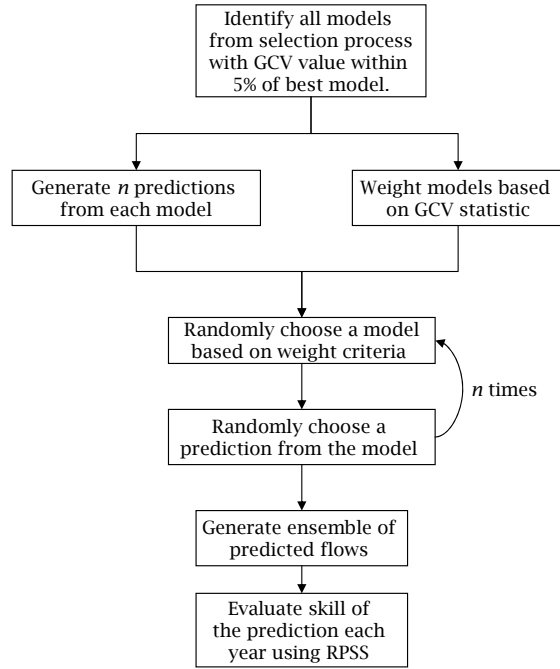 Identify all models
from selection process
with GCV value within
5% of best model.
Generate n predictions
from each model
Weight models based
on GCV statistic
Randomly choose a model
based on weight criteria
n times
Randomly choose a
prediction from the model
Generate ensemble of
predicted flows
Evaluate skill of
the prediction each
year using RPSS